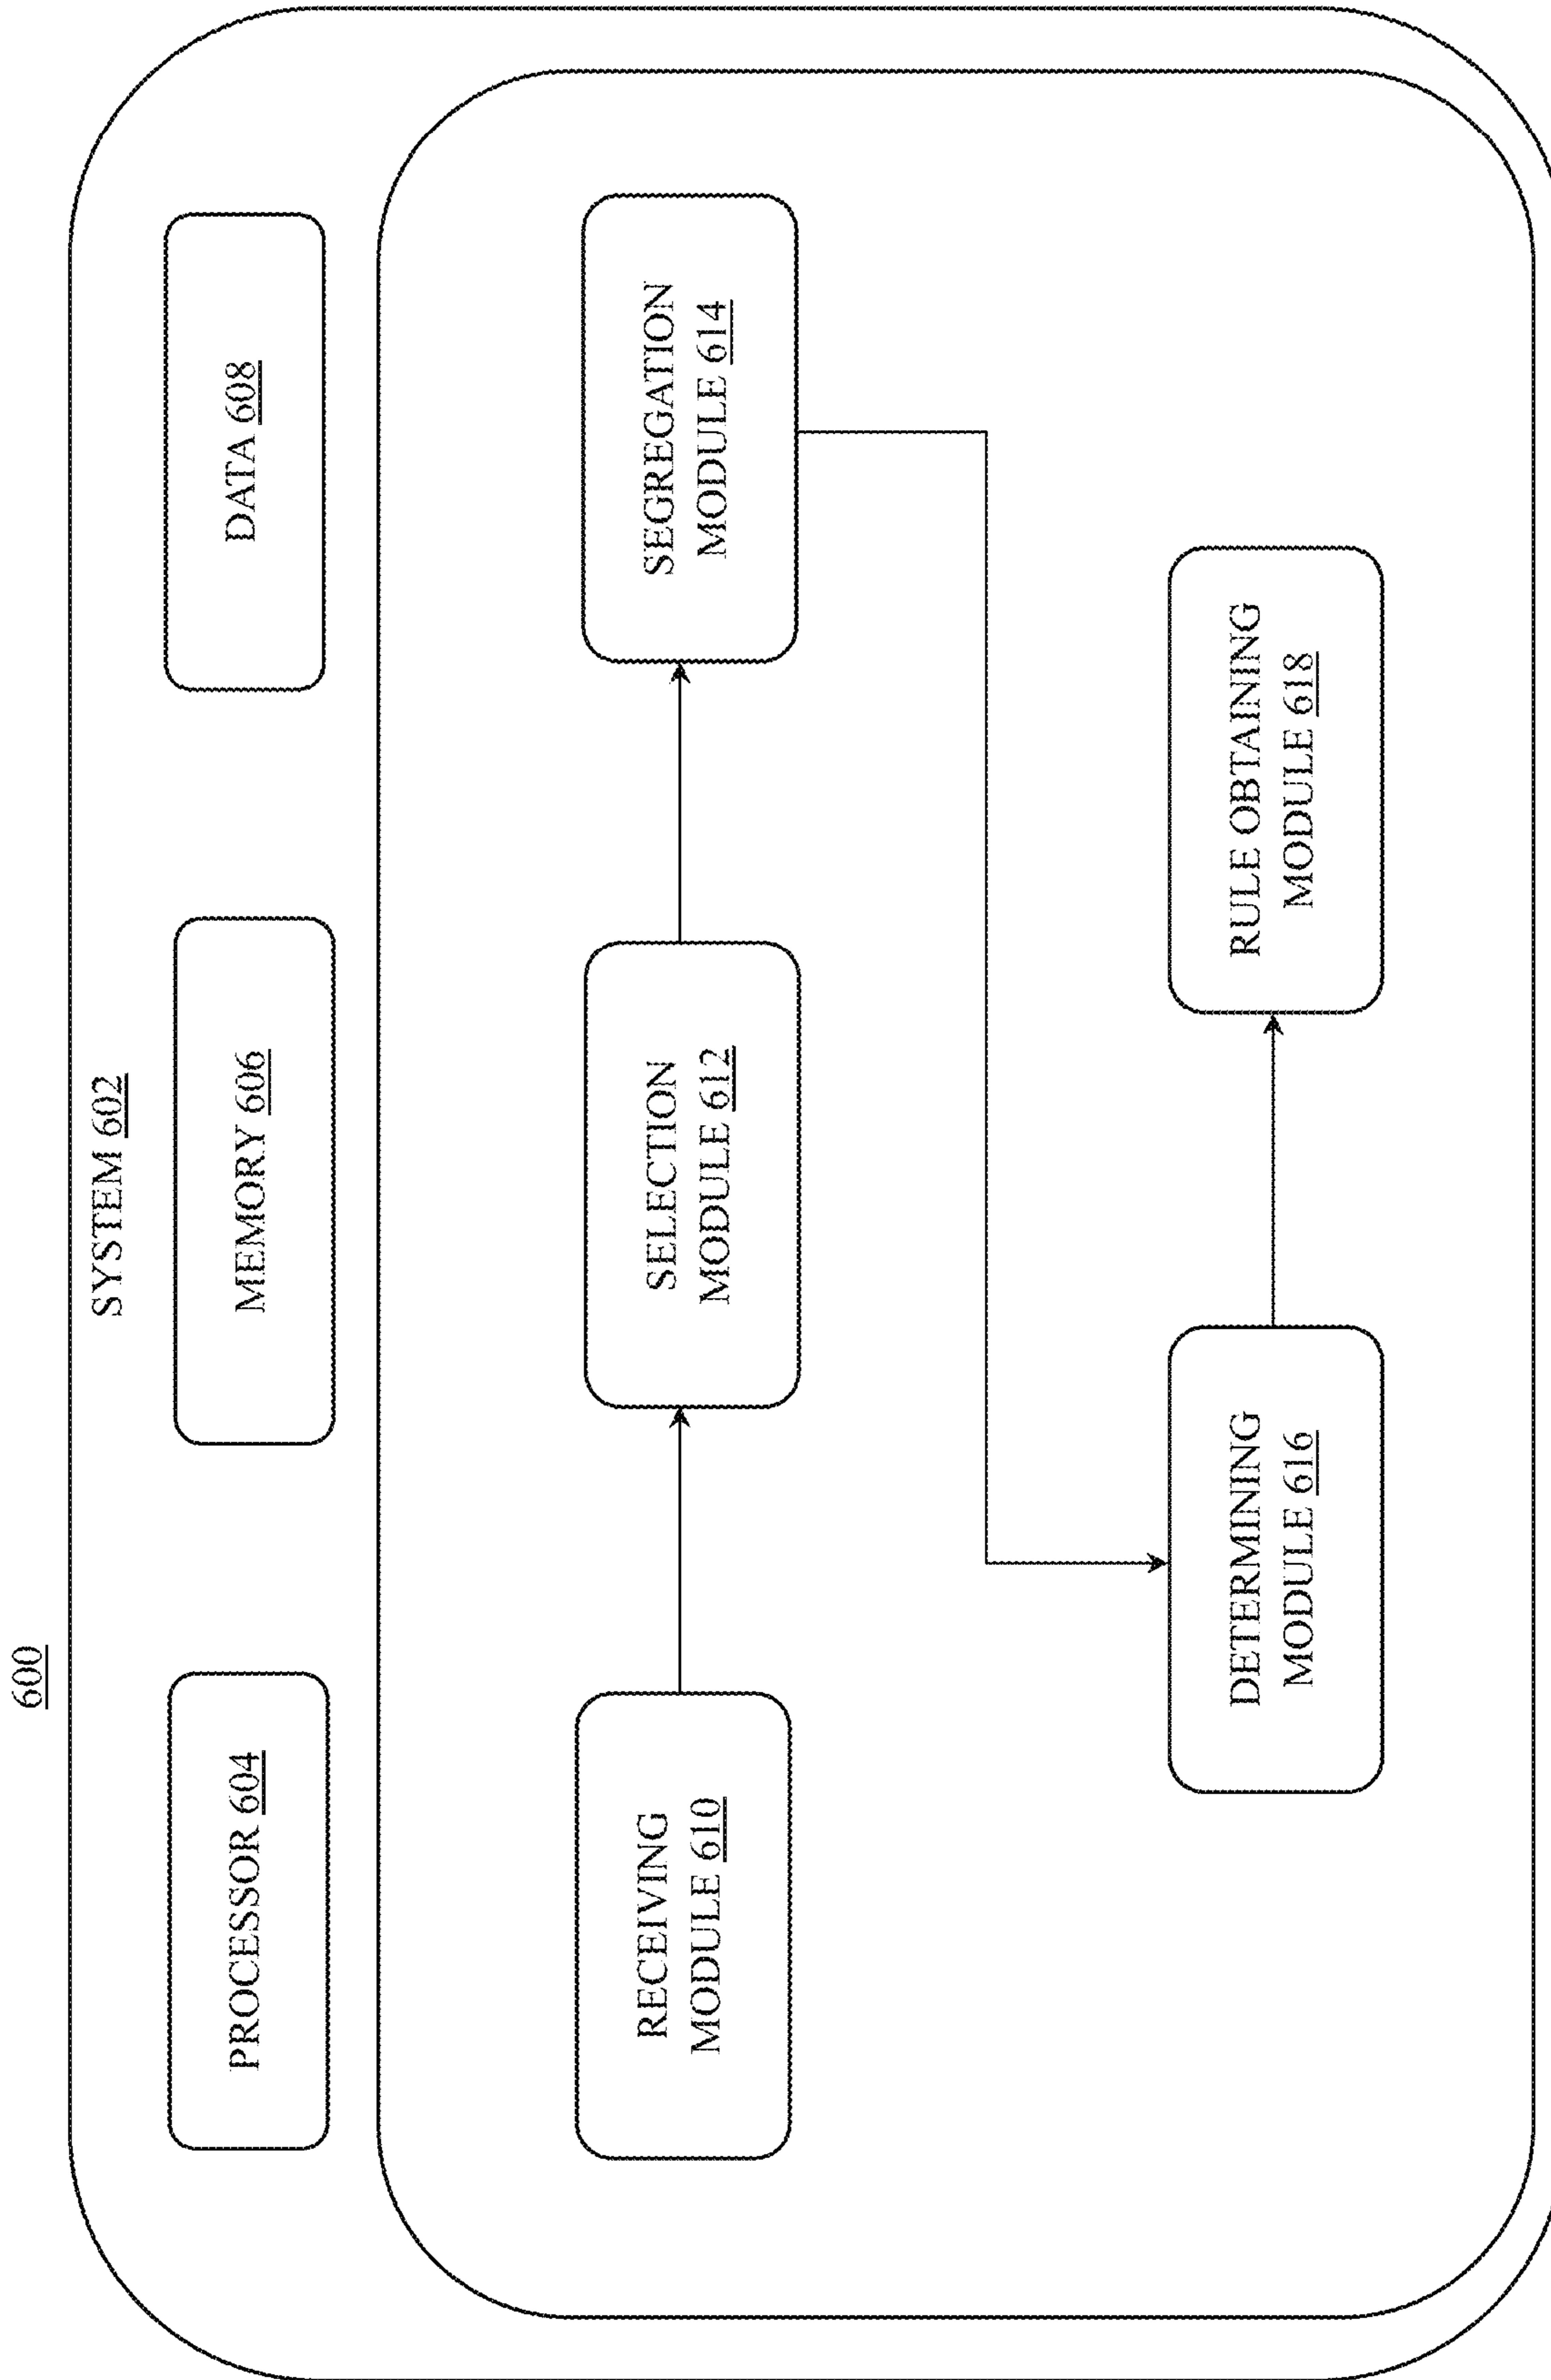 600
SYSTEM 602
PROCESSOR 604
MEMORY 606
DATA 608
RECEIVING
MODULE 610
SELECTION
MODULE 612
SEGREGATION
MODULE 614
DETERMINING
MODULE 616
RULE OBTAINING
MODULE 618